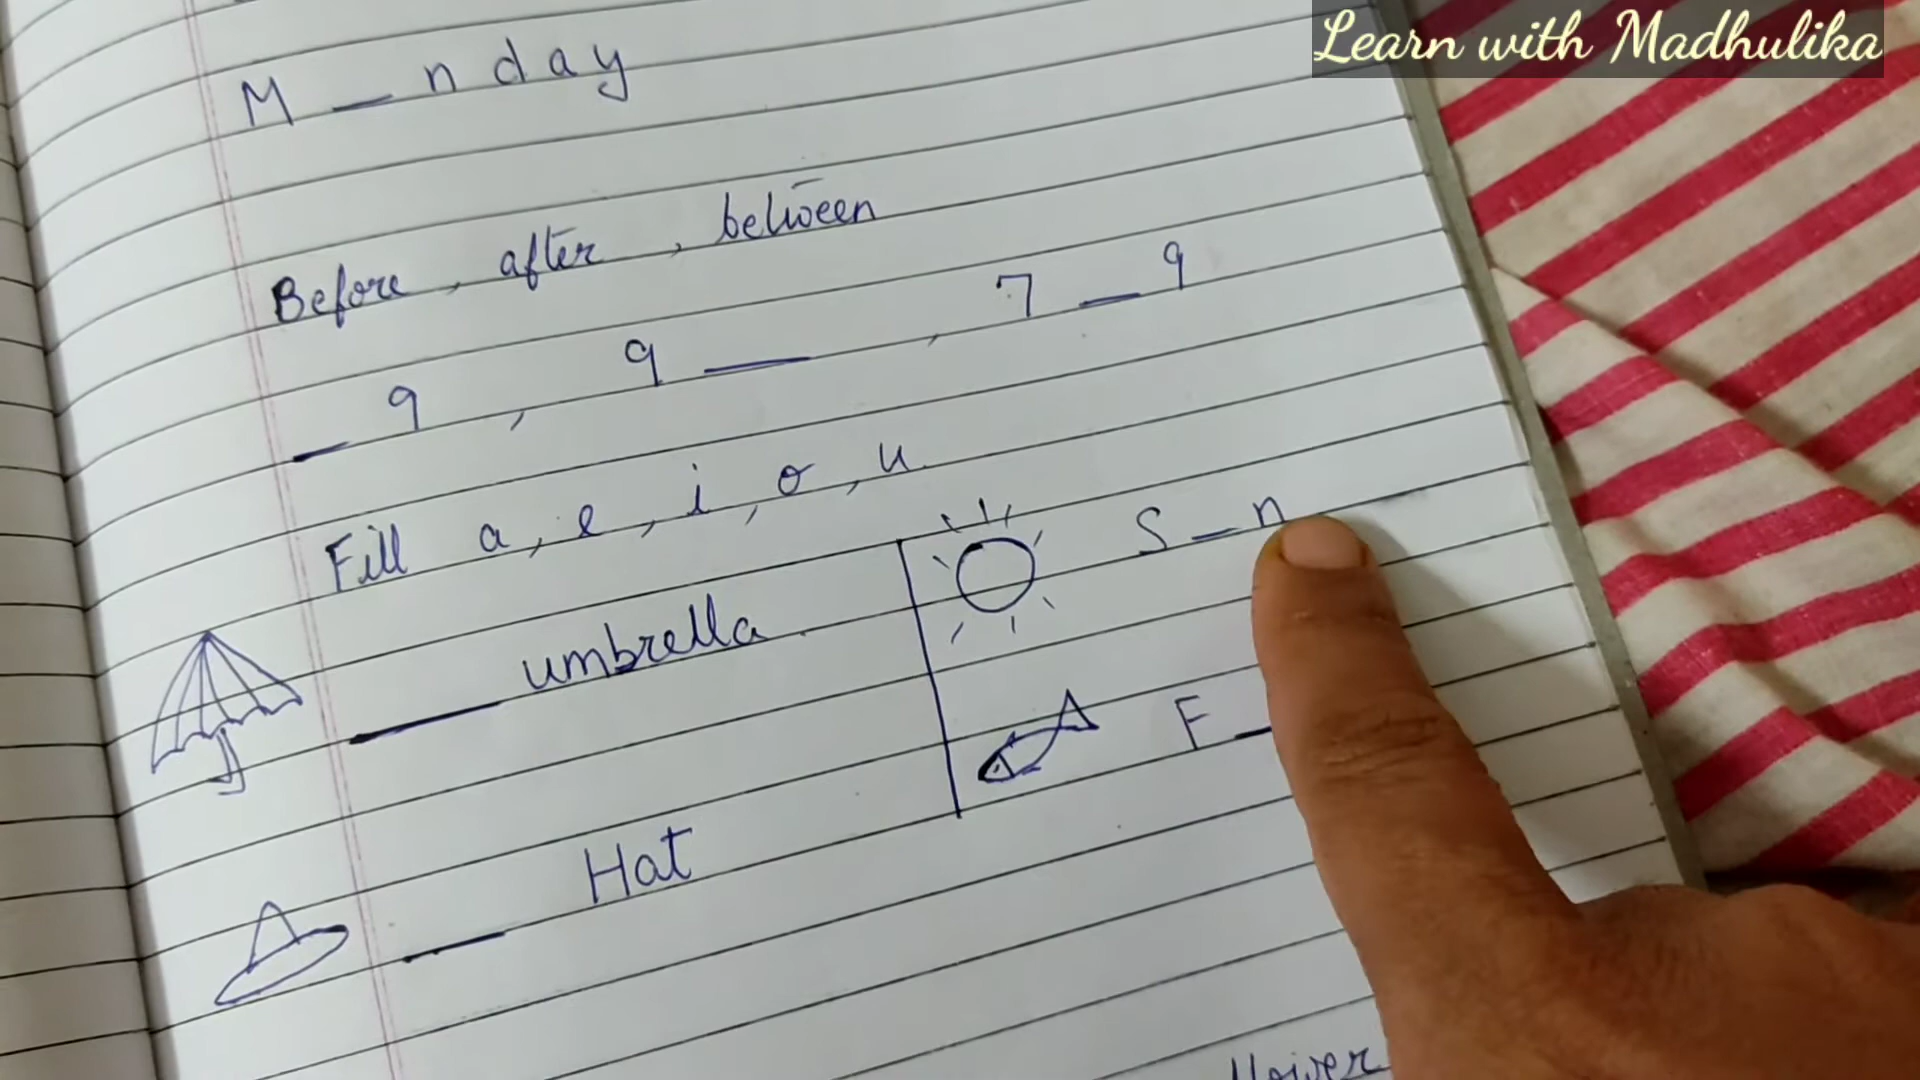 Learn with Madhulika
M _ nday
Before, after, between
_ 9, 9 _, 7 _ 9
Fill a, e, i, o, u
S _ n
_ umbrella
F _
_ Hat